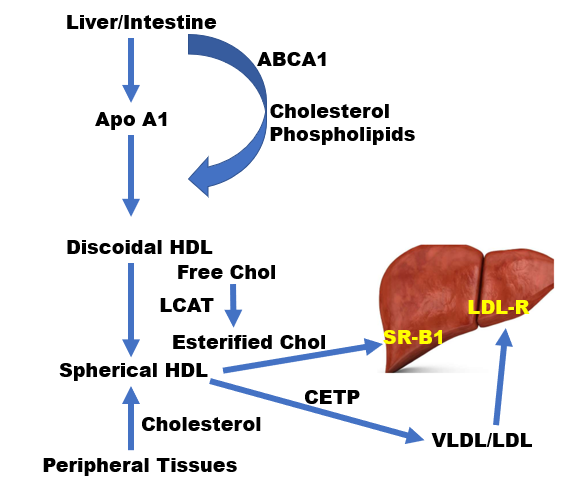 Liver/Intestine
ABCA1
Apo A1
Cholesterol
Phospholipids
Discoidal HDL
Free Chol
LCAT
Esterified Chol
LDL-R
SR-B1
Spherical HDL
CETP
Cholesterol
VLDL/LDL
Peripheral Tissues